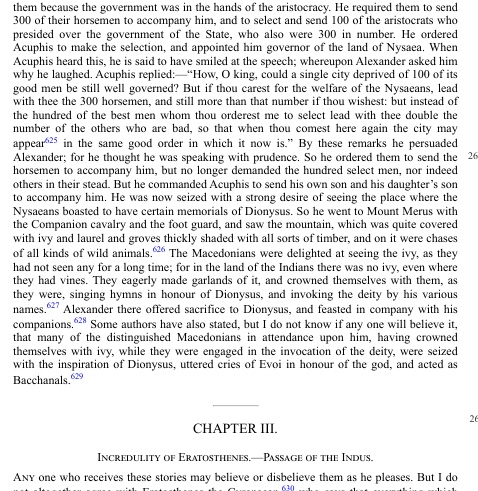 them because the government was in the hands of the aristocracy. He required them to send
300 of their horsemen to accompany him, and to select and send 100 of the aristocrats who
presided over the government of the State, who also were 300 in number. He ordered
Acuphis to make the selection, and appointed him governor of the land of Nysaea. When
Acuphis heard this, he is said to have smiled at the speech; whereupon Alexander asked him
why he laughed. Acuphis replied:—“How, O king, could a single city deprived of 100 of its
good men be still well governed? But if thou carest for the welfare of the Nysaeans, lead
with thee the 300 horsemen, and still more than that number if thou wishest: but instead of
the hundred of the best men whom thou orderest me to select lead with thee double the
number of the others who are bad, so that when thou comest here again the city may
appear625 in the same good order in which it now is.” By these remarks he persuaded
Alexander; for he thought he was speaking with prudence. So he ordered them to send the 26
horsemen to accompany him, but no longer demanded the hundred select men, nor indeed
others in their stead. But he commanded Acuphis to send his own son and his daughter’s son
to accompany him. He was now seized with a strong desire of seeing the place where the
Nysaeans boasted to have certain memorials of Dionysus. So he went to Mount Merus with
the Companion cavalry and the foot guard, and saw the mountain, which was quite covered
with ivy and laurel and groves thickly shaded with all sorts of timber, and on it were chases
of all kinds of wild animals.626 The Macedonians were delighted at seeing the ivy, as they
had not seen any for a long time; for in the land of the Indians there was no ivy, even where
they had vines. They eagerly made garlands of it, and crowned themselves with them, as
they were, singing hymns in honour of Dionysus, and invoking the deity by his various
names.627 Alexander there offered sacrifice to Dionysus, and feasted in company with his
companions.628 Some authors have also stated, but I do not know if any one will believe it,
that many of the distinguished Macedonians in attendance upon him, having crowned
themselves with ivy, while they were engaged in the invocation of the deity, were seized
with the inspiration of Dionysus, uttered cries of Evoi in honour of the god, and acted as
Bacchanals.629
26
CHAPTER III.
Incredulity of Eratosthenes.—Passage of the Indus.
Any one who receives these stories may believe or disbelieve them as he pleases. But I do